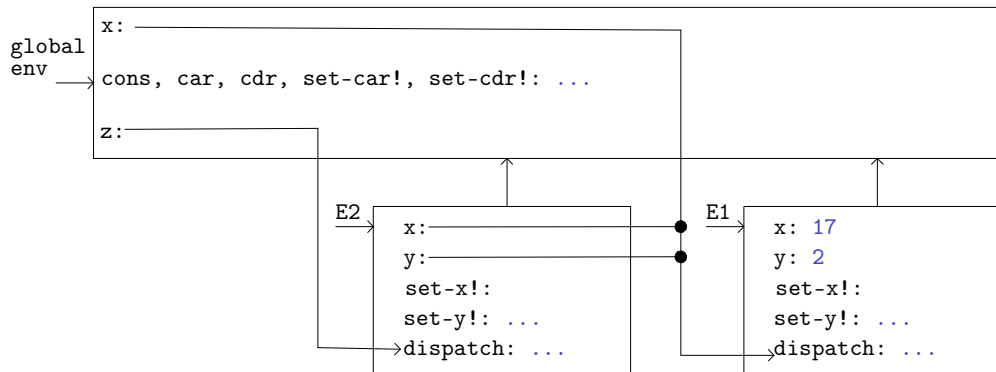 x:
global
env
cons, car, cdr, set-car!, set-cdr!: ...
z:
E2
x:
y:
set-x!:
set-y!: ...
dispatch: ...
E1
x: 17
y: 2
set-x!:
set-y!: ...
dispatch: ...